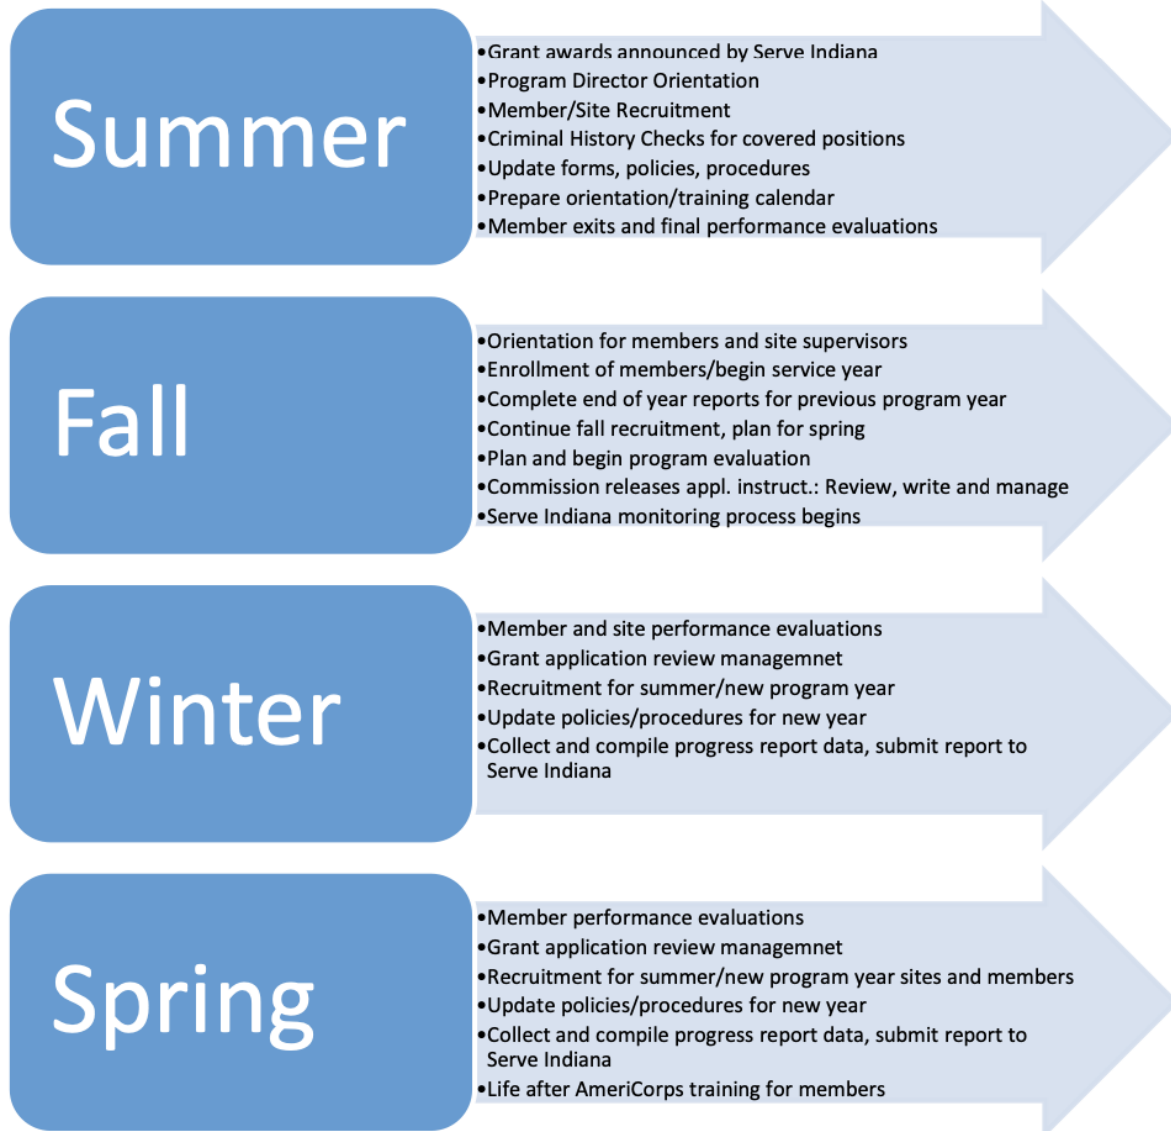 Summer
•Grant awards announced by Serve Indiana
•Program Director Orientation
•Member/Site Recruitment
•Criminal History Checks for covered positions
•Update forms, policies, procedures
•Prepare orientation/training calendar
•Member exits and final performance evaluations
Fall
•Orientation for members and site supervisors
•Enrollment of members/begin service year
•Complete end of year reports for previous program year
•Continue fall recruitment, plan for spring
•Plan and begin program evaluation
•Commission releases appl. instruct.: Review, write and manage
•Serve Indiana monitoring process begins
Winter
•Member and site performance evaluations
•Grant application review managemnet
•Recruitment for summer/new program year
•Update policies/procedures for new year
•Collect and compile progress report data, submit report to
Serve Indiana
Spring
•Member performance evaluations
•Grant application review managemnet
•Recruitment for summer/new program year sites and members
•Update policies/procedures for new year
•Collect and compile progress report data, submit report to
Serve Indiana
•Life after AmeriCorps training for members